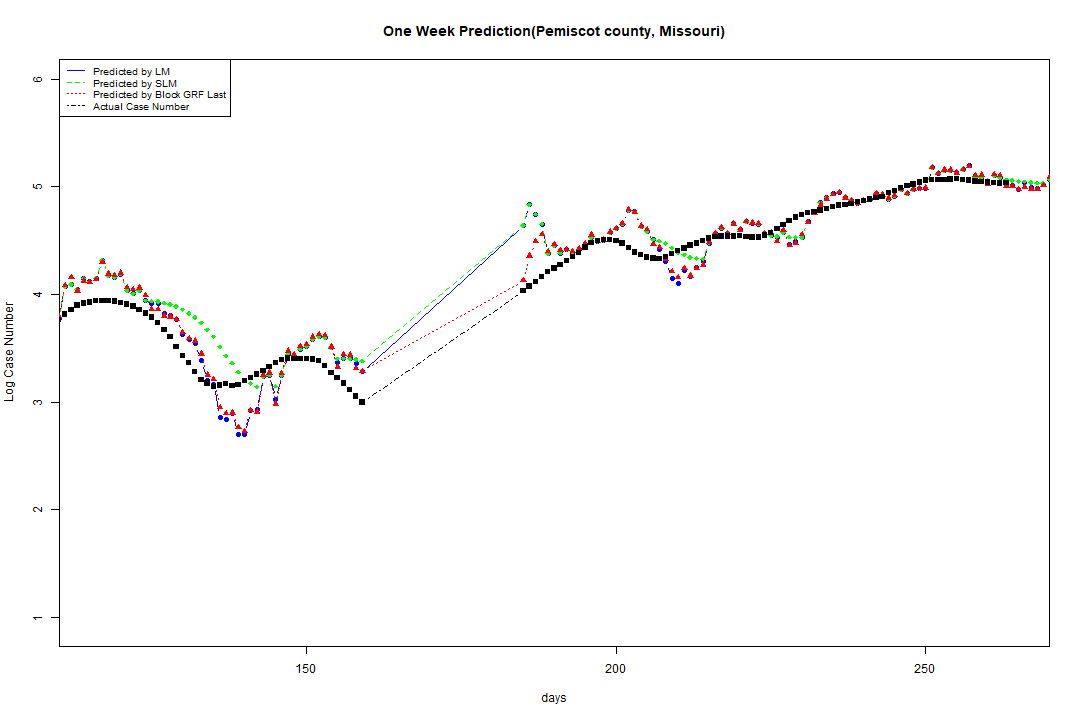 One Week Prediction(Pemiscot county, Missouri)
Predicted by LM
Predicted by SLM
Predicted by Block GRF Last
Actual Case Number
6
5
4
3
2
1
Log Case Number
150
200
250
days